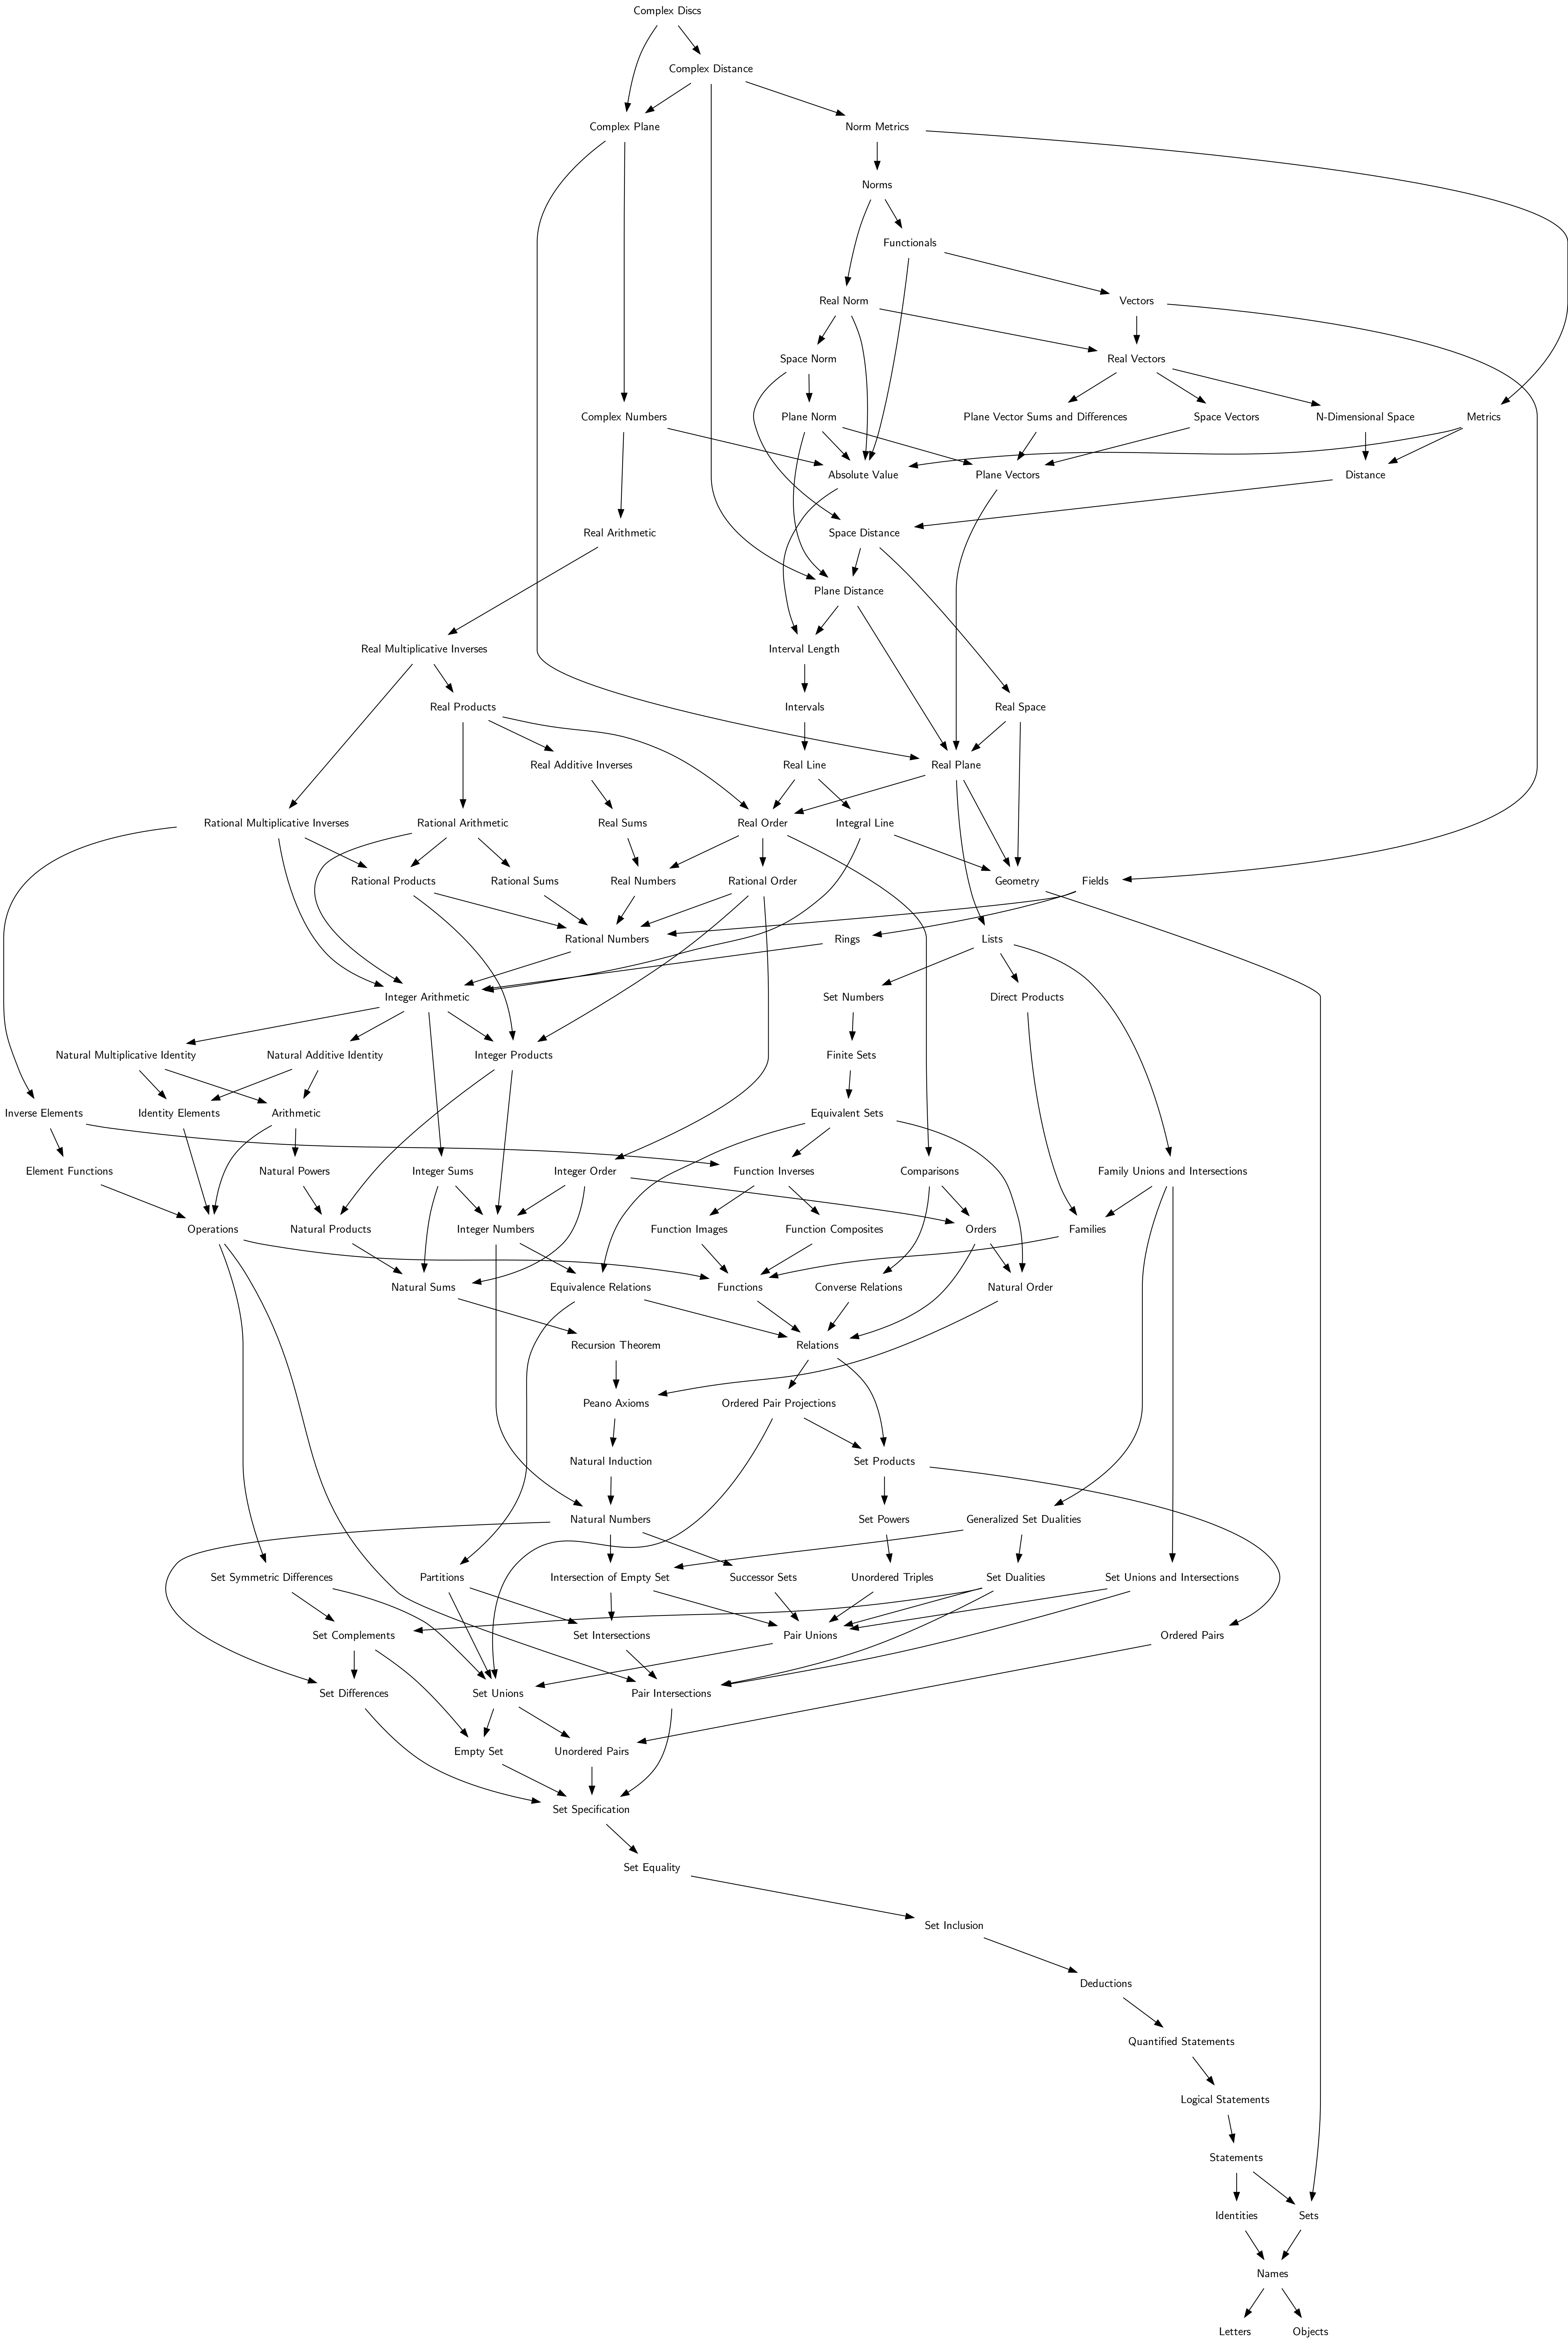 Complex Discs
Complex Distance
Complex Plane
Norm Metrics
Norms
Functionals
Real Norm
Vectors
Space Norm
Real Vectors
Complex Numbers
Plane Norm
Plane Vector Sums and Differences
Space Vectors
N-Dimensional Space
Metrics
Absolute Value
Plane Vectors
Distance
Real Arithmetic
Space Distance
Plane Distance
Real Multiplicative Inverses
Interval Length
Real Products
Intervals
Real Space
Real Additive Inverses
Real Line
Real Plane
Rational Multiplicative Inverses
Rational Arithmetic
Real Sums
Real Order
Integral Line
Rational Products
Rational Sums
Real Numbers
Rational Order
Geometry
Fields
Rational Numbers
Rings
Lists
Integer Arithmetic
Set Numbers
Direct Products
Natural Multiplicative Identity
Natural Additive Identity
Integer Products
Finite Sets
Inverse Elements
Identity Elements
Arithmetic
Equivalent Sets
Element Functions
Natural Powers
Integer Sums
Integer Order
Function Inverses
Comparisons
Family Unions and Intersections
Operations
Natural Products
Integer Numbers
Function Images
Function Composites
Orders
Families
Natural Sums
Equivalence Relations
Functions
Converse Relations
Natural Order
Recursion Theorem
Relations
Peano Axioms
Ordered Pair Projections
Natural Induction
Set Products
Natural Numbers
Set Powers
Generalized Set Dualities
Set Symmetric Differences
Partitions
Intersection of Empty Set
Successor Sets
Unordered Triples
Set Dualities
Set Unions and Intersections
Set Complements
Set Intersections
Pair Unions
Ordered Pairs
Set Differences
Set Unions
Pair Intersections
Empty Set
Unordered Pairs
Set Specification
Set Equality
Set Inclusion
Deductions
Quantified Statements
Logical Statements
Statements
Identities
Sets
Names
Letters
Objects